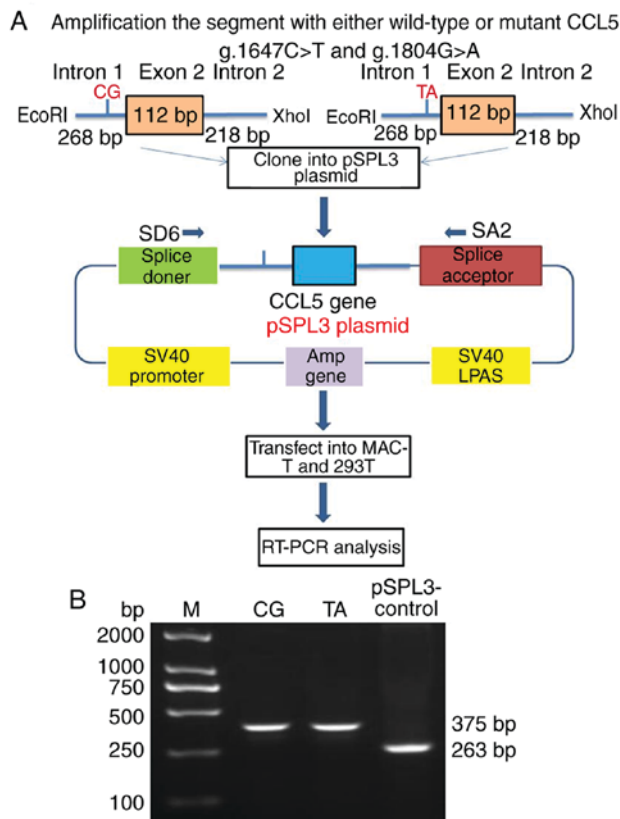 A Amplification the segment with either wild-type or mutant CCL5
g.1647C>T and g.1804G>A
Intron 1 Exon 2 Intron 2
CG
EcoRI 112 bp XhoI
268 bp 218 bp
Intron 1 Exon 2 Intron 2
TA
EcoRI 112 bp XhoI
268 bp 218 bp
Clone into pSPL3
plasmid
SD6
SA2
Splice
doner
Splice
acceptor
CCL5 gene
pSPL3 plasmid
SV40
promoter
Amp
gene
SV40
LPAS
Transfect into MAC-
T and 293T
RT-PCR analysis
B
bp M CG TA pSPL3-
control
2000
1000
750
500
250
100
375 bp
263 bp